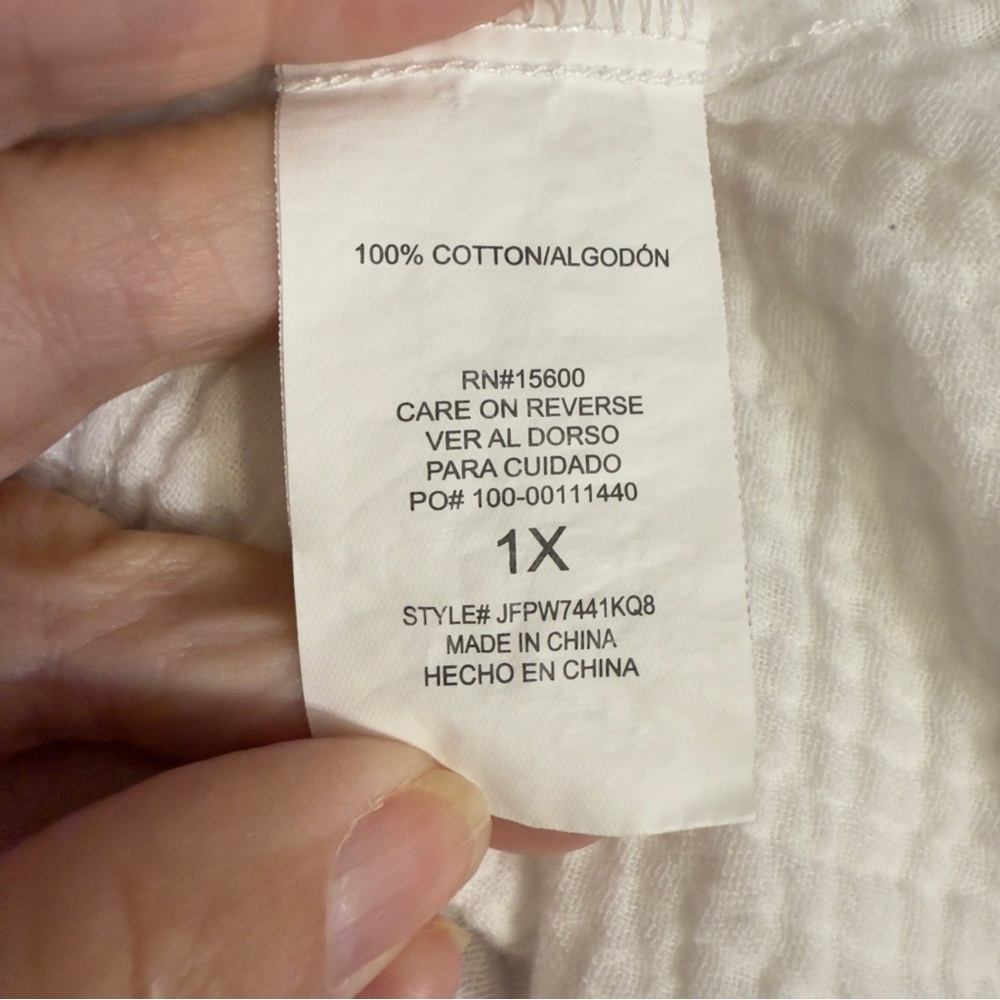 100% COTTON/ALGODÓN
RN#15600
CARE ON REVERSE
VER AL DORSO
PARA CUIDADO
PO# 100-00111440
1X
STYLE# JFPW7441KQ8
MADE IN CHINA
HECHO EN CHINA